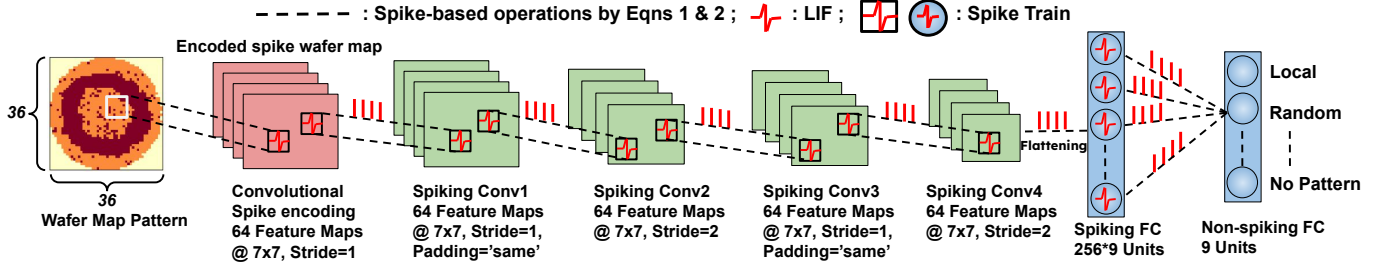 : Spike-based operations by Eqns 1 & 2 ; : LIF ; : Spike Train
Encoded spike wafer map
36
36
Wafer Map Pattern
Convolutional
Spike encoding
64 Feature Maps
@ 7x7, Stride=1
Spiking Conv1
64 Feature Maps
@ 7x7, Stride=1,
Padding='same'
Spiking Conv2
64 Feature Maps
@ 7x7, Stride=2
Spiking Conv3
64 Feature Maps
@ 7x7, Stride=1,
Padding='same'
Spiking Conv4
64 Feature Maps
@ 7x7, Stride=2
Flattening
Spiking FC
256*9 Units
Local
Random
No Pattern
Non-spiking FC
9 Units